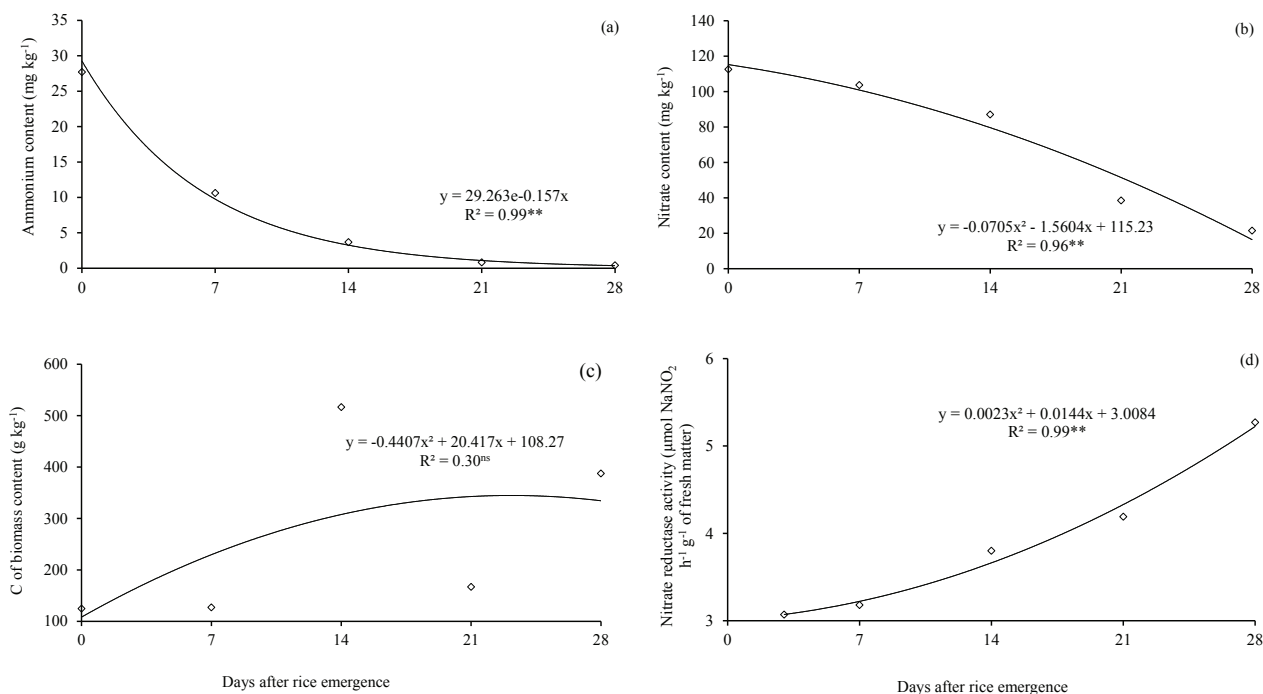 (a)
Ammonium content (mg kg⁻¹)
35
30
25
20
15
10
5
0
y = 29.263e-0.157x
R² = 0.99**
0 7 14 21 28
(b)
Nitrate content (mg kg⁻¹)
140
120
100
80
60
40
20
0
y = -0.0705x² - 1.5604x + 115.23
R² = 0.96**
0 7 14 21 28
(c)
C of biomass content (g kg⁻¹)
600
500
400
300
200
100
y = -0.4407x² + 20.417x + 108.27
R² = 0.30ⁿˢ
0 7 14 21 28
Days after rice emergence
(d)
Nitrate reductase activity (µmol NaNO₂
h⁻¹ g⁻¹ of fresh matter)
6
5
4
3
y = 0.0023x² + 0.0144x + 3.0084
R² = 0.99**
0 7 14 21 28
Days after rice emergence